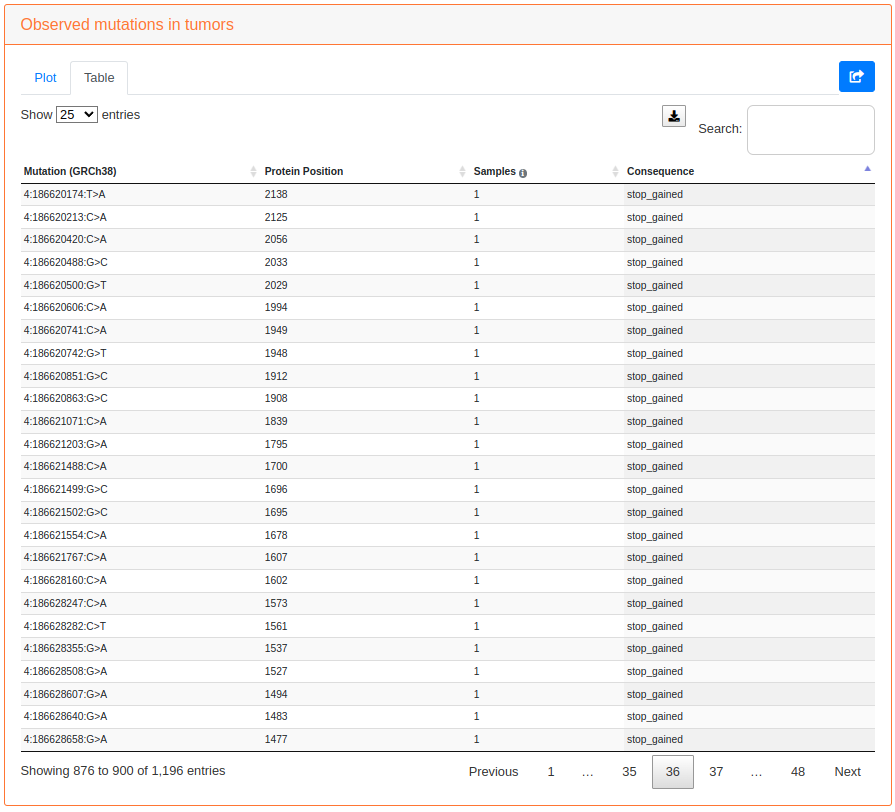 Observed mutations in tumors
Plot Table
Show 25 entries Search:
Mutation (GRCh38) Protein Position Samples Consequence
4:186620174:T>A 2138 1 stop_gained
4:186620213:C>A 2125 1 stop_gained
4:186620420:C>A 2056 1 stop_gained
4:186620488:G>C 2033 1 stop_gained
4:186620500:G>T 2029 1 stop_gained
4:186620606:C>A 1994 1 stop_gained
4:186620741:C>A 1949 1 stop_gained
4:186620742:G>T 1948 1 stop_gained
4:186620851:G>C 1912 1 stop_gained
4:186620863:G>C 1908 1 stop_gained
4:186621071:C>A 1839 1 stop_gained
4:186621203:G>A 1795 1 stop_gained
4:186621488:C>A 1700 1 stop_gained
4:186621499:G>C 1696 1 stop_gained
4:186621502:G>C 1695 1 stop_gained
4:186621554:C>A 1678 1 stop_gained
4:186621767:C>A 1607 1 stop_gained
4:186628160:C>A 1602 1 stop_gained
4:186628247:C>A 1573 1 stop_gained
4:186628282:C>T 1561 1 stop_gained
4:186628355:G>A 1537 1 stop_gained
4:186628508:G>A 1527 1 stop_gained
4:186628607:G>A 1494 1 stop_gained
4:186628640:G>A 1483 1 stop_gained
4:186628658:G>A 1477 1 stop_gained
Showing 876 to 900 of 1,196 entries Previous 1 … 35 36 37 … 48 Next